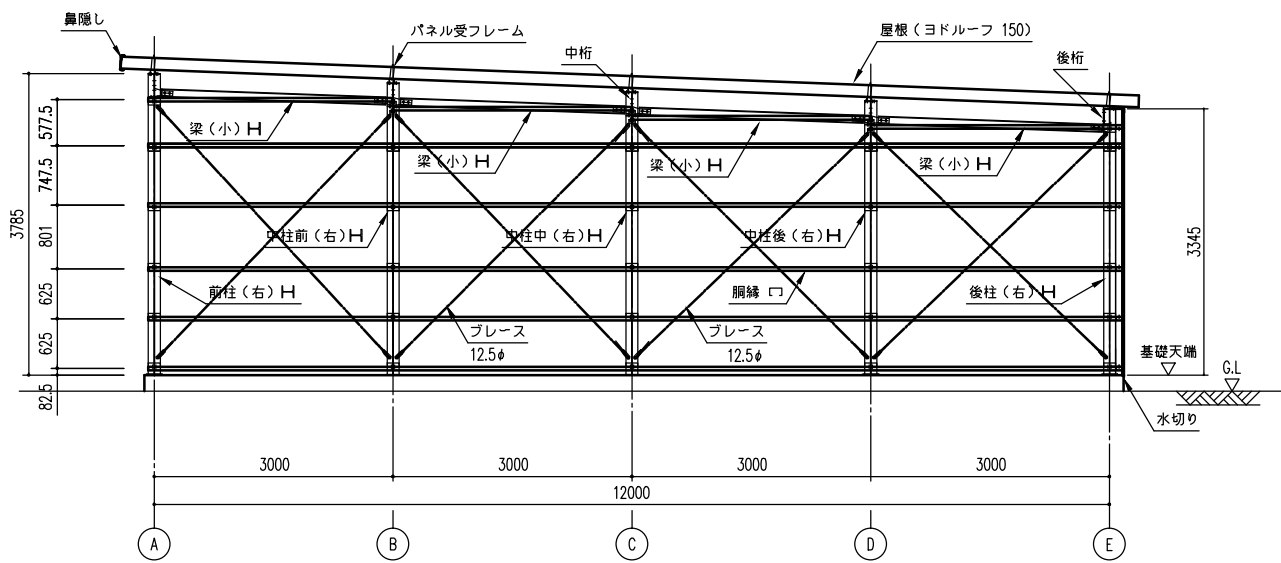 鼻隠し
パネル受フレーム
中桁
屋根(ヨドルーフ 150)
後桁
梁(小)H
梁(小)H
梁(小)H
梁(小)H
577.5
747.5
801
625
625
82.5
3785
3345
中柱前(右)H
中柱中(右)H
中柱後(右)H
前柱(右)H
胴縁
後柱(右)H
ブレース
12.5φ
ブレース
12.5φ
基礎天端
G.L
水切り
3000
3000
3000
3000
12000
A
B
C
D
E